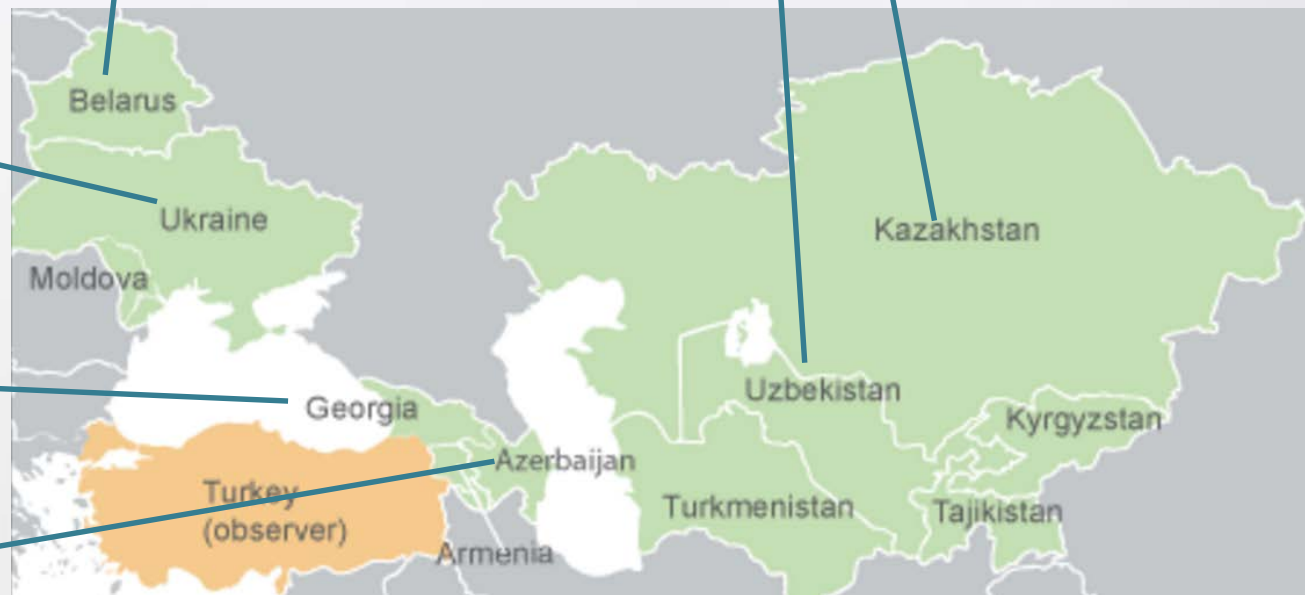 Belarus
Ukraine
Kazakhstan
Moldova
Uzbekistan
Georgia
Kyrgyzstan
Azerbaijan
Turkey
(observer)
Turkmenistan
Tajikistan
Armenia